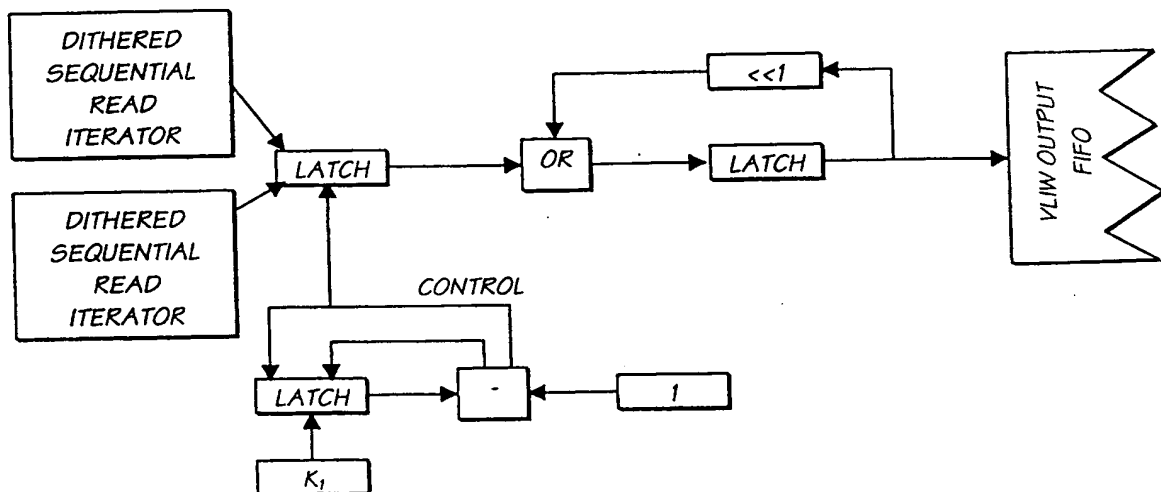 DITHERED
SEQUENTIAL
READ
ITERATOR
<<1
VLIW OUTPUT
FIFO
LATCH
OR
LATCH
DITHERED
SEQUENTIAL
READ
ITERATOR
CONTROL
LATCH
-
1
K₁